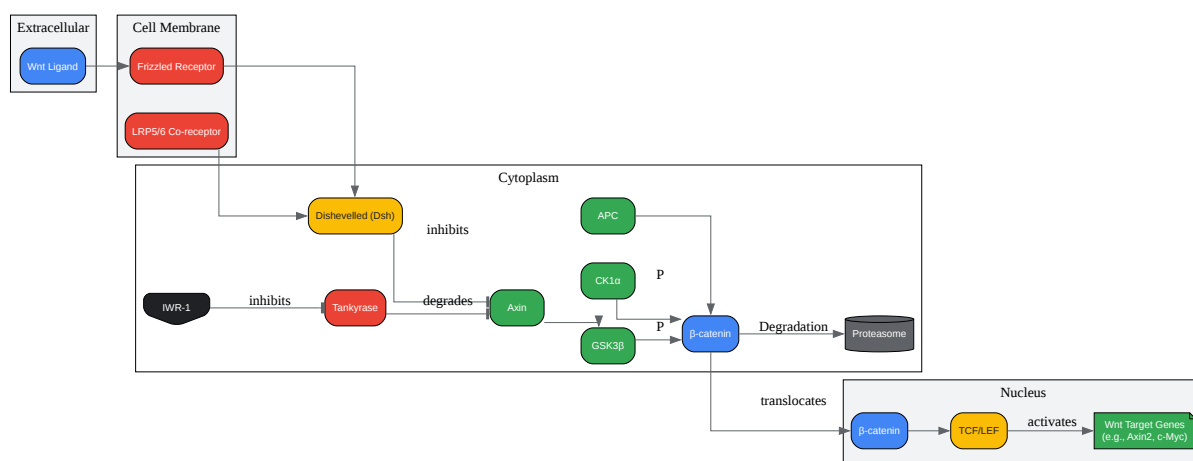 Extracellular
Cell Membrane
Wnt Ligand
Frizzled Receptor
LRP5/6 Co-receptor
Cytoplasm
Dishevelled (Dsh)
inhibits
APC
CK1α
P
IWR-1
inhibits
Tankyrase
degrades
Axin
GSK3β
P
β-catenin
Degradation
Proteasome
translocates
Nucleus
β-catenin
TCF/LEF
activates
Wnt Target Genes
(e.g., Axin2, c-Myc)